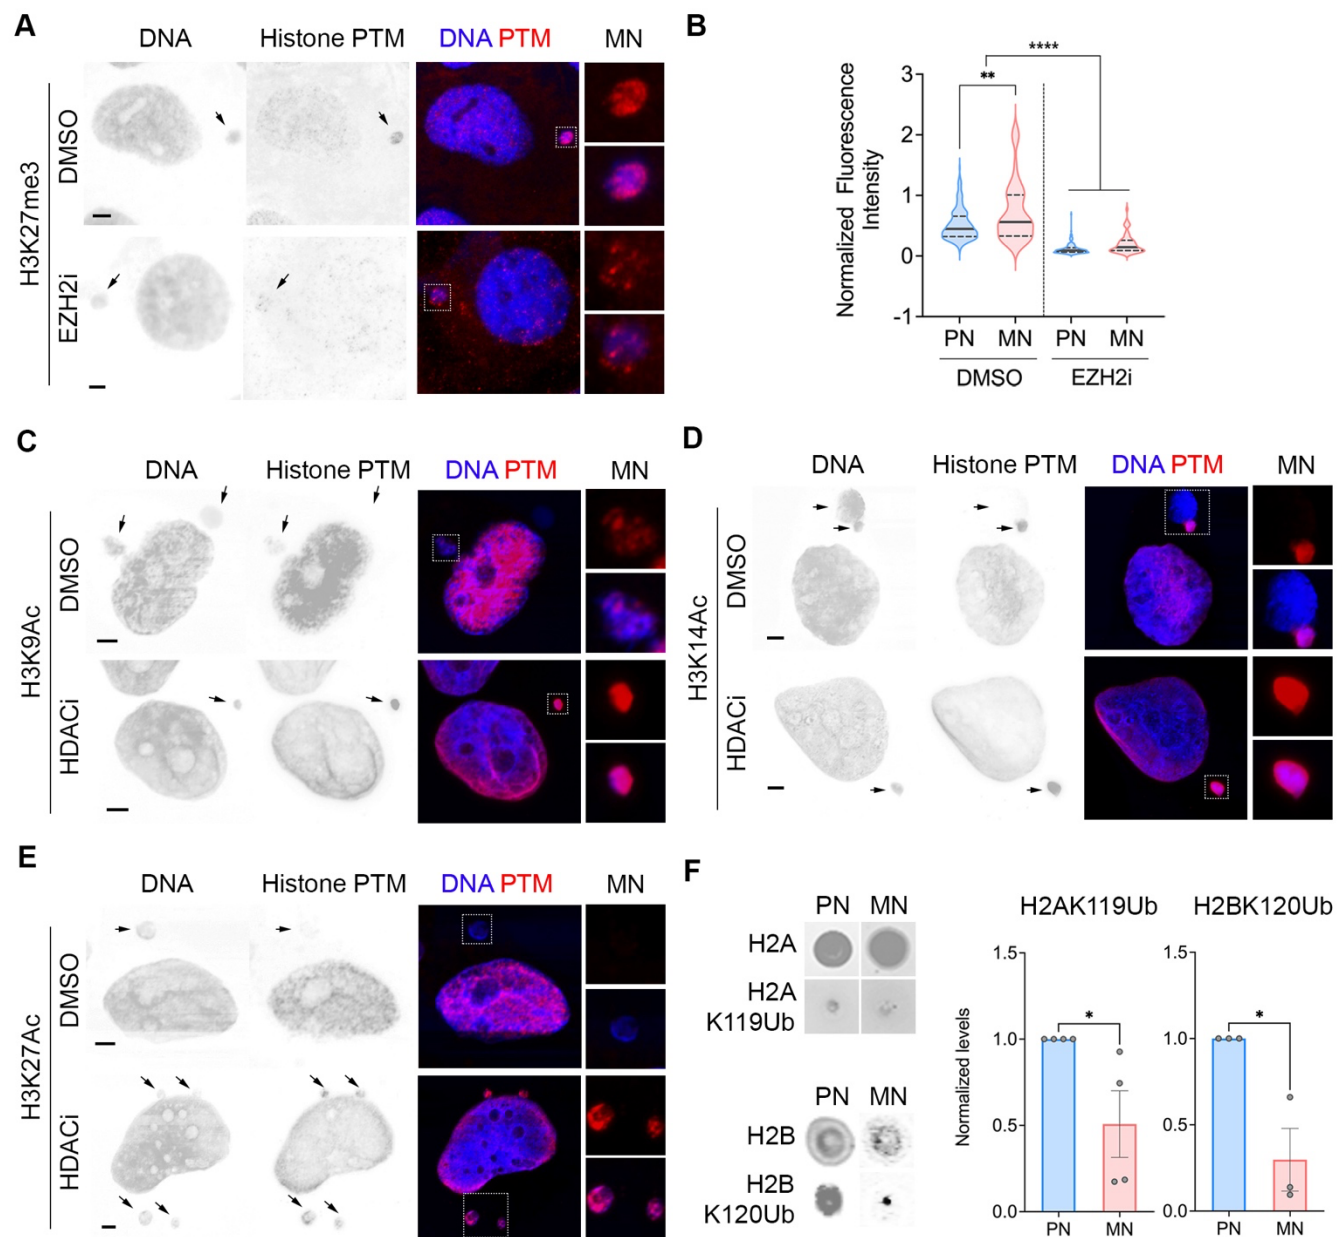 A
DNA
Histone PTM
DNA PTM
MN
H3K27me3
DMSO
EZH2i
B
****
**
Normalized Fluorescence
Intensity
3
2
1
0
-1
PN
MN
PN
MN
DMSO
EZH2i
C
DNA
Histone PTM
DNA PTM
MN
H3K9Ac
DMSO
HDACi
D
DNA
Histone PTM
DNA PTM
MN
H3K14Ac
DMSO
HDACi
E
DNA
Histone PTM
DNA PTM
MN
H3K27Ac
DMSO
HDACi
F
PN
MN
H2A
H2A
K119Ub
PN
MN
H2B
H2B
K120Ub
H2AK119Ub
Normalized levels
1.5
1.0
0.5
0.0
*
PN
MN
H2BK120Ub
1.5
1.0
0.5
0.0
*
PN
MN